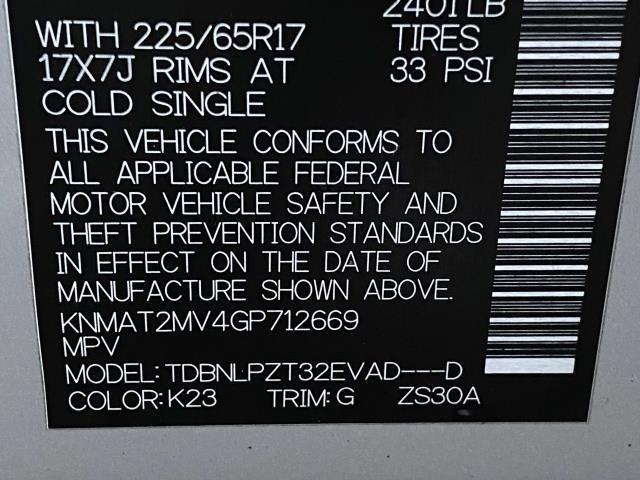 2401LB
WITH 225/65R17 TIRES
17X7J RIMS AT 33 PSI
COLD SINGLE
THIS VEHICLE CONFORMS TO
ALL APPLICABLE FEDERAL
MOTOR VEHICLE SAFETY AND
THEFT PREVENTION STANDARDS
IN EFFECT ON THE DATE OF
MANUFACTURE SHOWN ABOVE.
KNMAT2MV4GP712669
MPV
MODEL: TDBNLPZT32EVAD---D
COLOR:K23 TRIM:G ZS30A